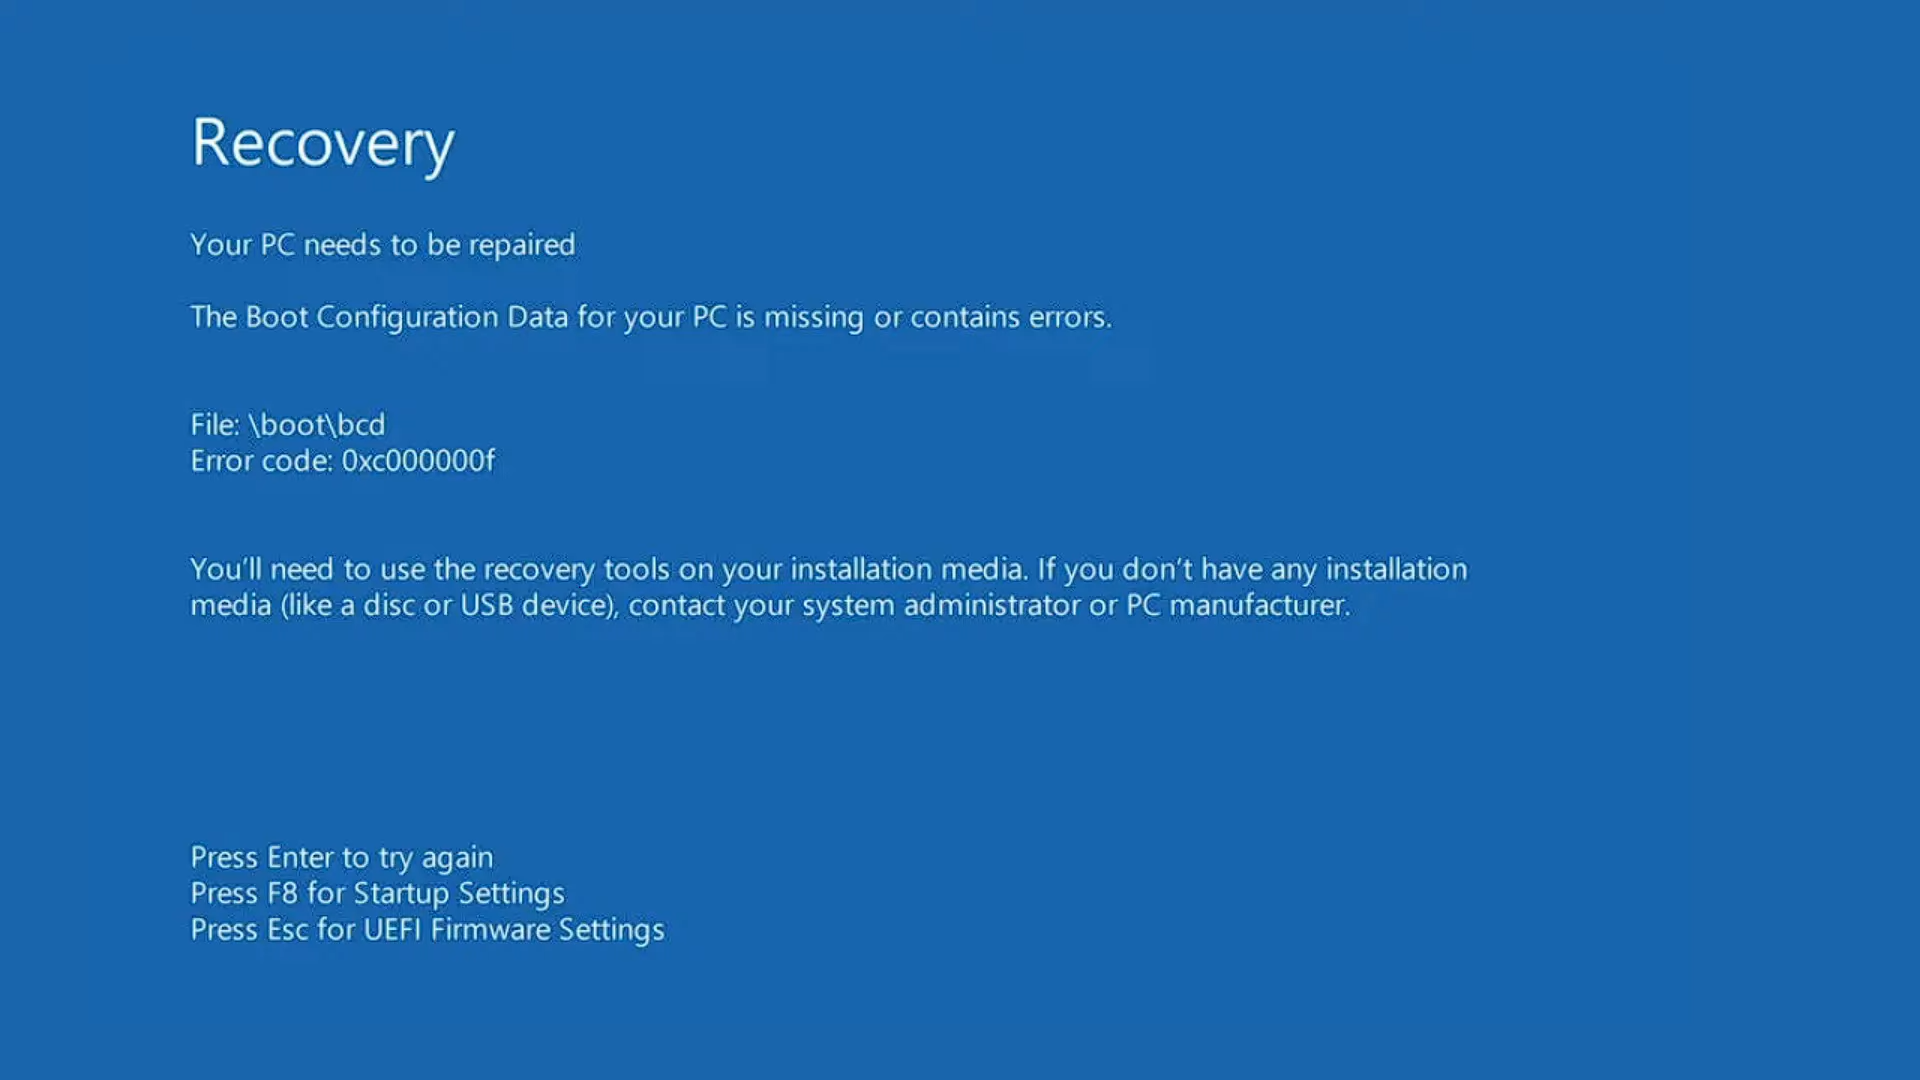 Recovery
Your PC needs to be repaired
The Boot Configuration Data for your PC is missing or contains errors.
File: \boot\bcd
Error code: 0xc000000f
You’ll need to use the recovery tools on your installation media. If you don’t have any installation
media (like a disc or USB device), contact your system administrator or PC manufacturer.
Press Enter to try again
Press F8 for Startup Settings
Press Esc for UEFI Firmware Settings